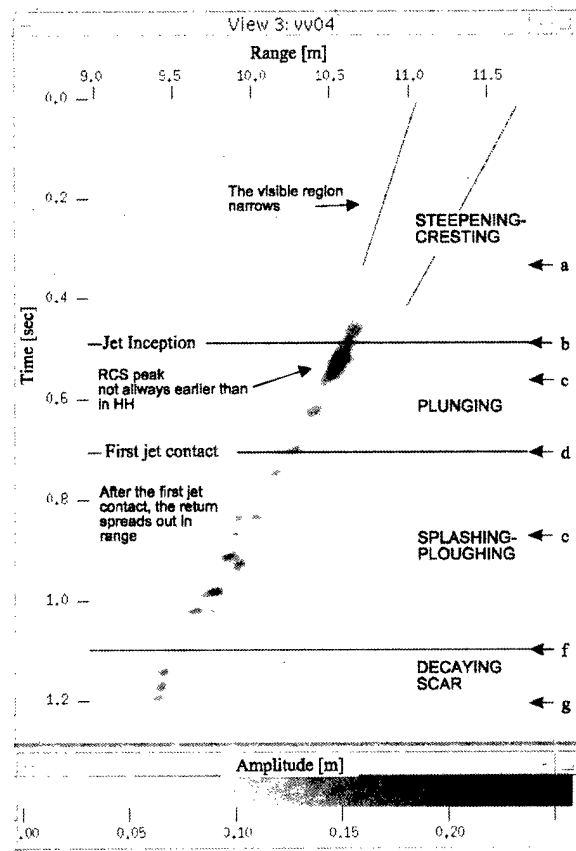 View 3: vv04
Range [m]
9.0 9.5 10.0 10.5 11.0 11.5
0.0
The visible region
narrows
0.2
STEEPENING-
CRESTING
a
0.4
Time [sec]
Jet Inception
b
RCS peak
not allways earlier than
in HH
c
0.6
PLUNGING
First jet contact
d
0.8
After the first jet
contact, the return
spreads out in
range
SPLASHING-
PLOUGHING
e
1.0
f
DECAYING
SCAR
1.2
g
Amplitude [m]
.00 0.05 0.10 0.15 0.20